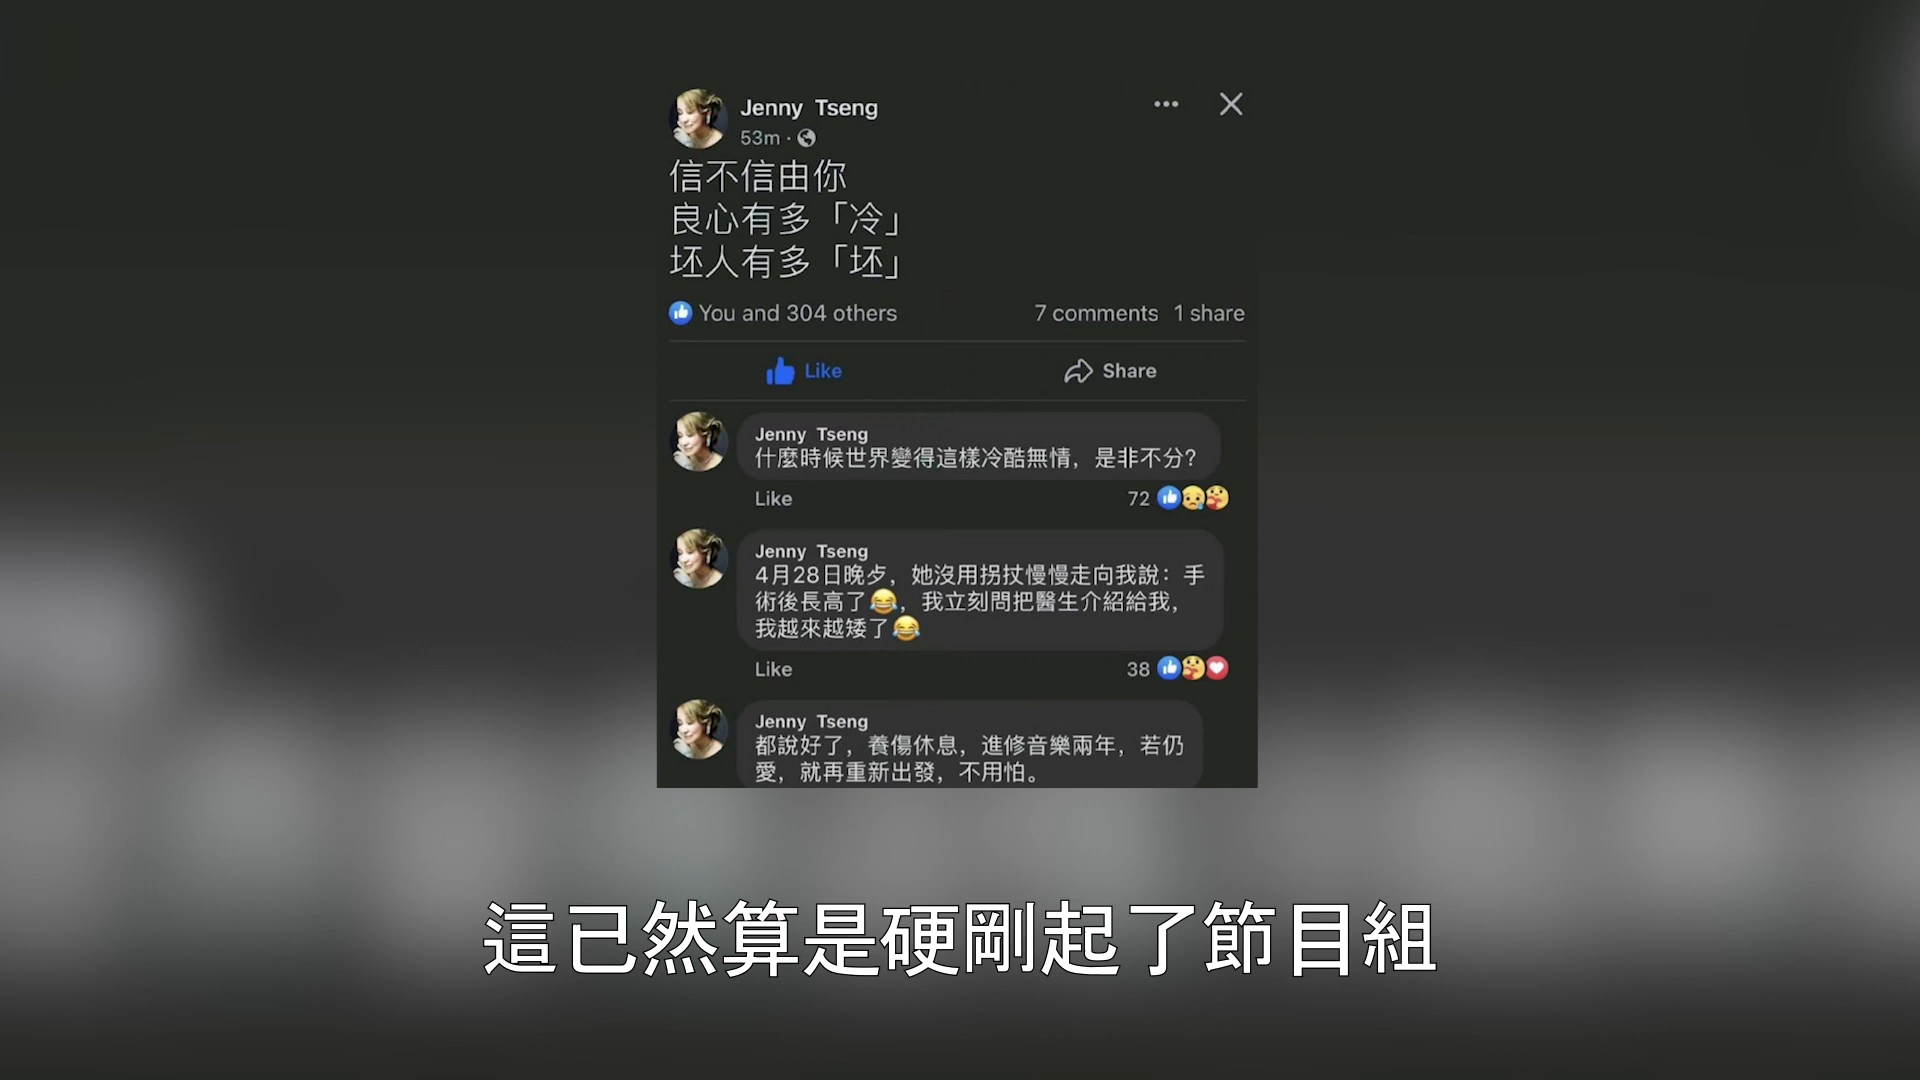 Jenny Tseng
53m ·
信不信由你
良心有多「冷」
坯人有多「坯」
You and 304 others 7 comments 1 share
Like Share
Jenny Tseng
什麼時候世界變得這樣冷酷無情，是非不分?
Like 72
Jenny Tseng
4月28日晚歺，她沒用拐扙慢慢走向我說：手
術後長高了😂，我立刻問把醫生介紹給我，
我越來越矮了😂
Like 38
Jenny Tseng
都說好了，養傷休息，進修音樂兩年，若仍
愛，就再重新出發，不用怕。
這已然算是硬剛起了節目組